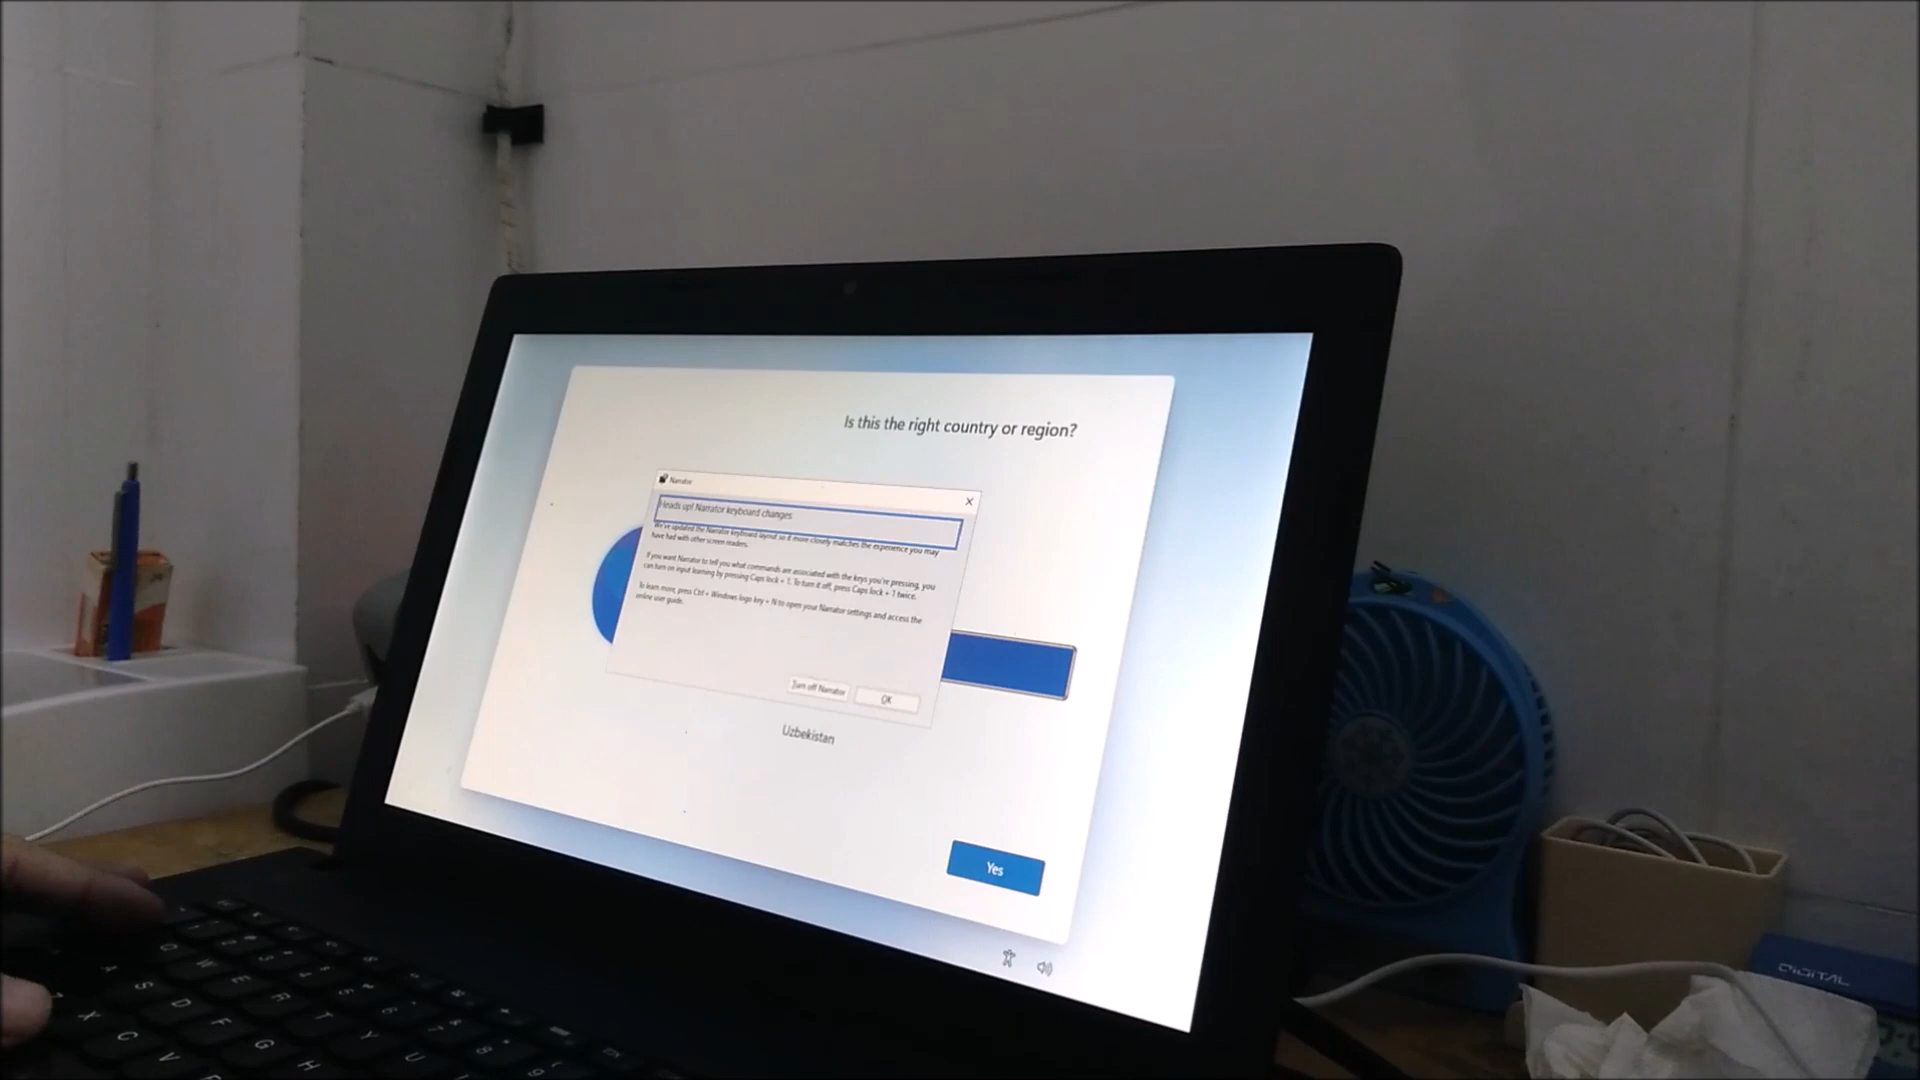 Is this the right country or region?
Narrator
Heads up! Narrator keyboard changes
We've updated the Narrator keyboard layout so it more closely matches the experience you may
have had with other screen readers.
If you want Narrator to tell you what commands are associated with the keys you're pressing, you
can turn on input learning by pressing Caps lock + 1. To turn it off, press Caps lock + 1 twice.
To learn more, press Ctrl + Windows logo key + N to open your Narrator settings and access the
online user guide.
Turn off Narrator
OK
Uzbekistan
Yes
DIGITAL
Q W E R T Y U
A S D F G H
Z X C V